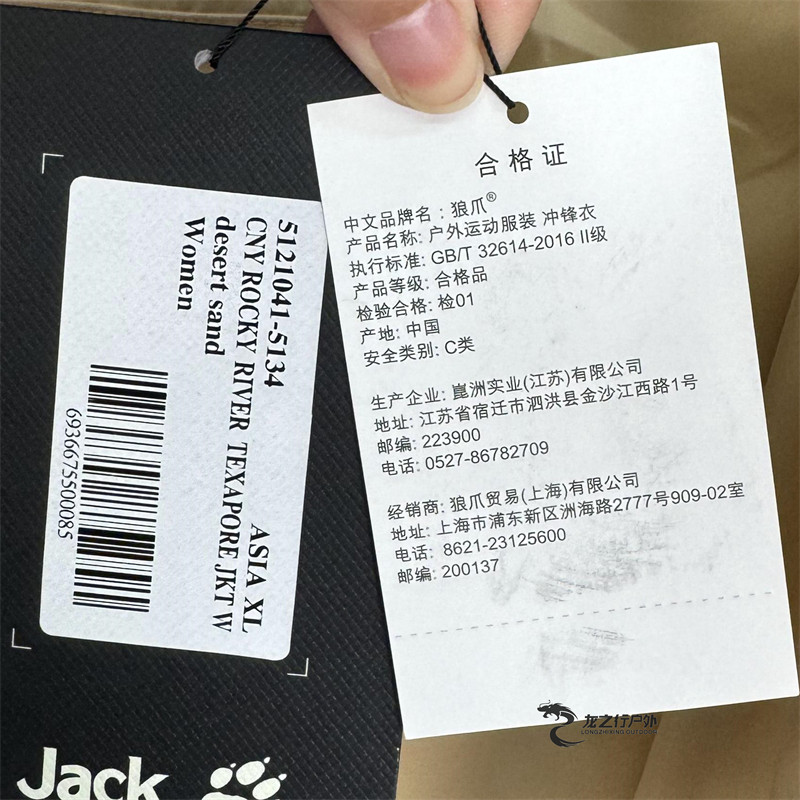 5121041-5134
CNY ROCKY RIVER TEXAPORE JKT W
desert sand
ASIA XL
Women
6936675500085
Jack
合格证
中文品牌名：狼爪®
产品名称: 户外运动服装 冲锋衣
执行标准: GB/T 32614-2016 II级
产品等级: 合格品
检验合格: 检01
产地: 中国
安全类别: C类
生产企业: 嵬洲实业(江苏)有限公司
地址: 江苏省宿迁市泗洪县金沙江西路1号
邮编: 223900
电话: 0527-86782709
经销商: 狼爪贸易(上海)有限公司
地址: 上海市浦东新区洲海路2777号909-02室
电话: 8621-23125600
邮编: 200137
龙之行户外
LONGZHIXING OUTDOOR